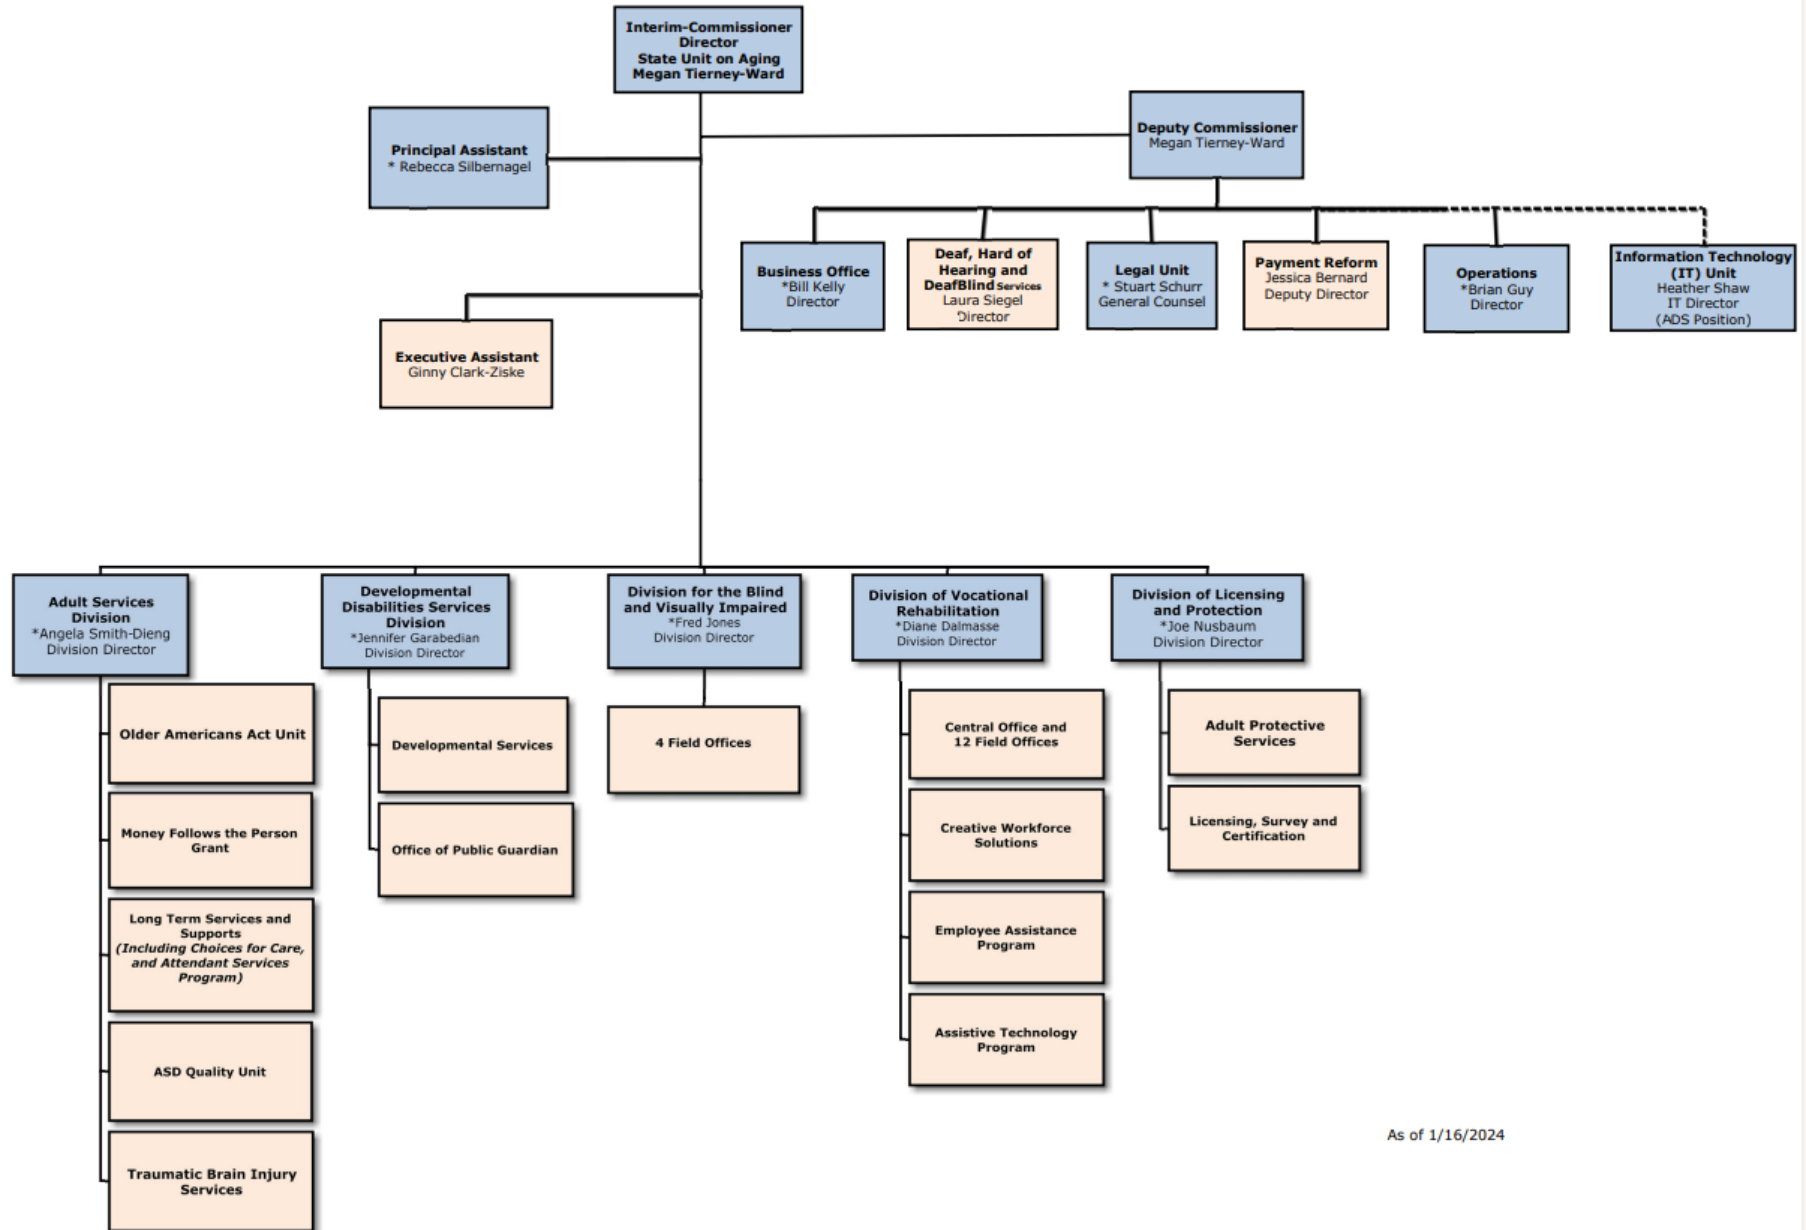 Interim-Commissioner
Director
State Unit on Aging
Megan Tierney-Ward
Deputy Commissioner
Megan Tierney-Ward
Principal Assistant
* Rebecca Silbernagel
Business Office
*Bill Kelly
Director
Deaf, Hard of
Hearing and
DeafBlind Services
Laura Siegel
Director
Legal Unit
* Stuart Schurr
General Counsel
Payment Reform
Jessica Bernard
Deputy Director
Operations
*Brian Guy
Director
Information Technology
(IT) Unit
Heather Shaw
IT Director
(ADS Position)
Executive Assistant
Ginny Clark-Ziske
Adult Services
Division
*Angela Smith-Dieng
Division Director
Developmental
Disabilities Services
Division
*Jennifer Garabedian
Division Director
Division for the Blind
and Visually Impaired
*Fred Jones
Division Director
Division of Vocational
Rehabilitation
*Diane Dalmasse
Division Director
Division of Licensing
and Protection
*Joe Nusbaum
Division Director
Older Americans Act Unit
Money Follows the Person
Grant
Long Term Services and
Supports
(Including Choices for Care,
and Attendant Services
Program)
ASD Quality Unit
Traumatic Brain Injury
Services
Developmental Services
Office of Public Guardian
4 Field Offices
Central Office and
12 Field Offices
Creative Workforce
Solutions
Employee Assistance
Program
Assistive Technology
Program
Adult Protective
Services
Licensing, Survey and
Certification
As of 1/16/2024